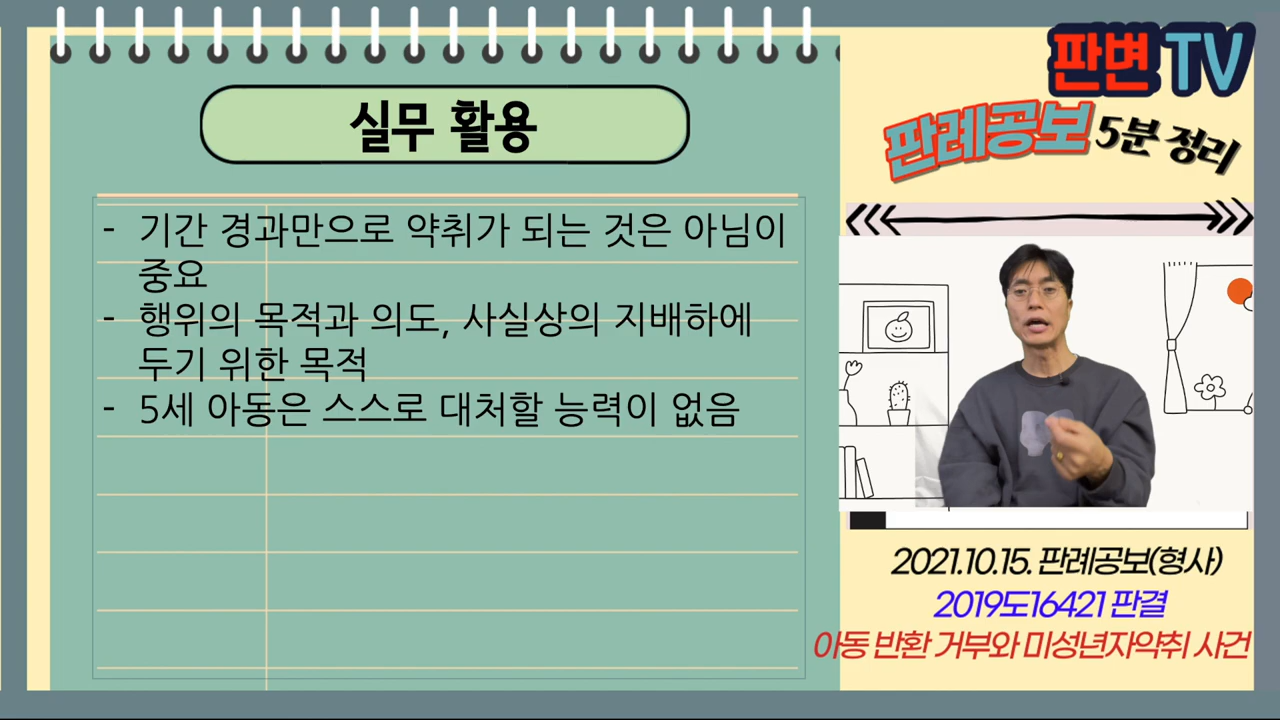 실무 활용
- 기간 경과만으로 약취가 되는 것은 아님이
중요
- 행위의 목적과 의도, 사실상의 지배하에
두기 위한 목적
- 5세 아동은 스스로 대처할 능력이 없음
판변 TV
판례공보 5분 정리
2021.10.15. 판례공보(형사)
2019도16421 판결
아동 반환 거부와 미성년자약취 사건